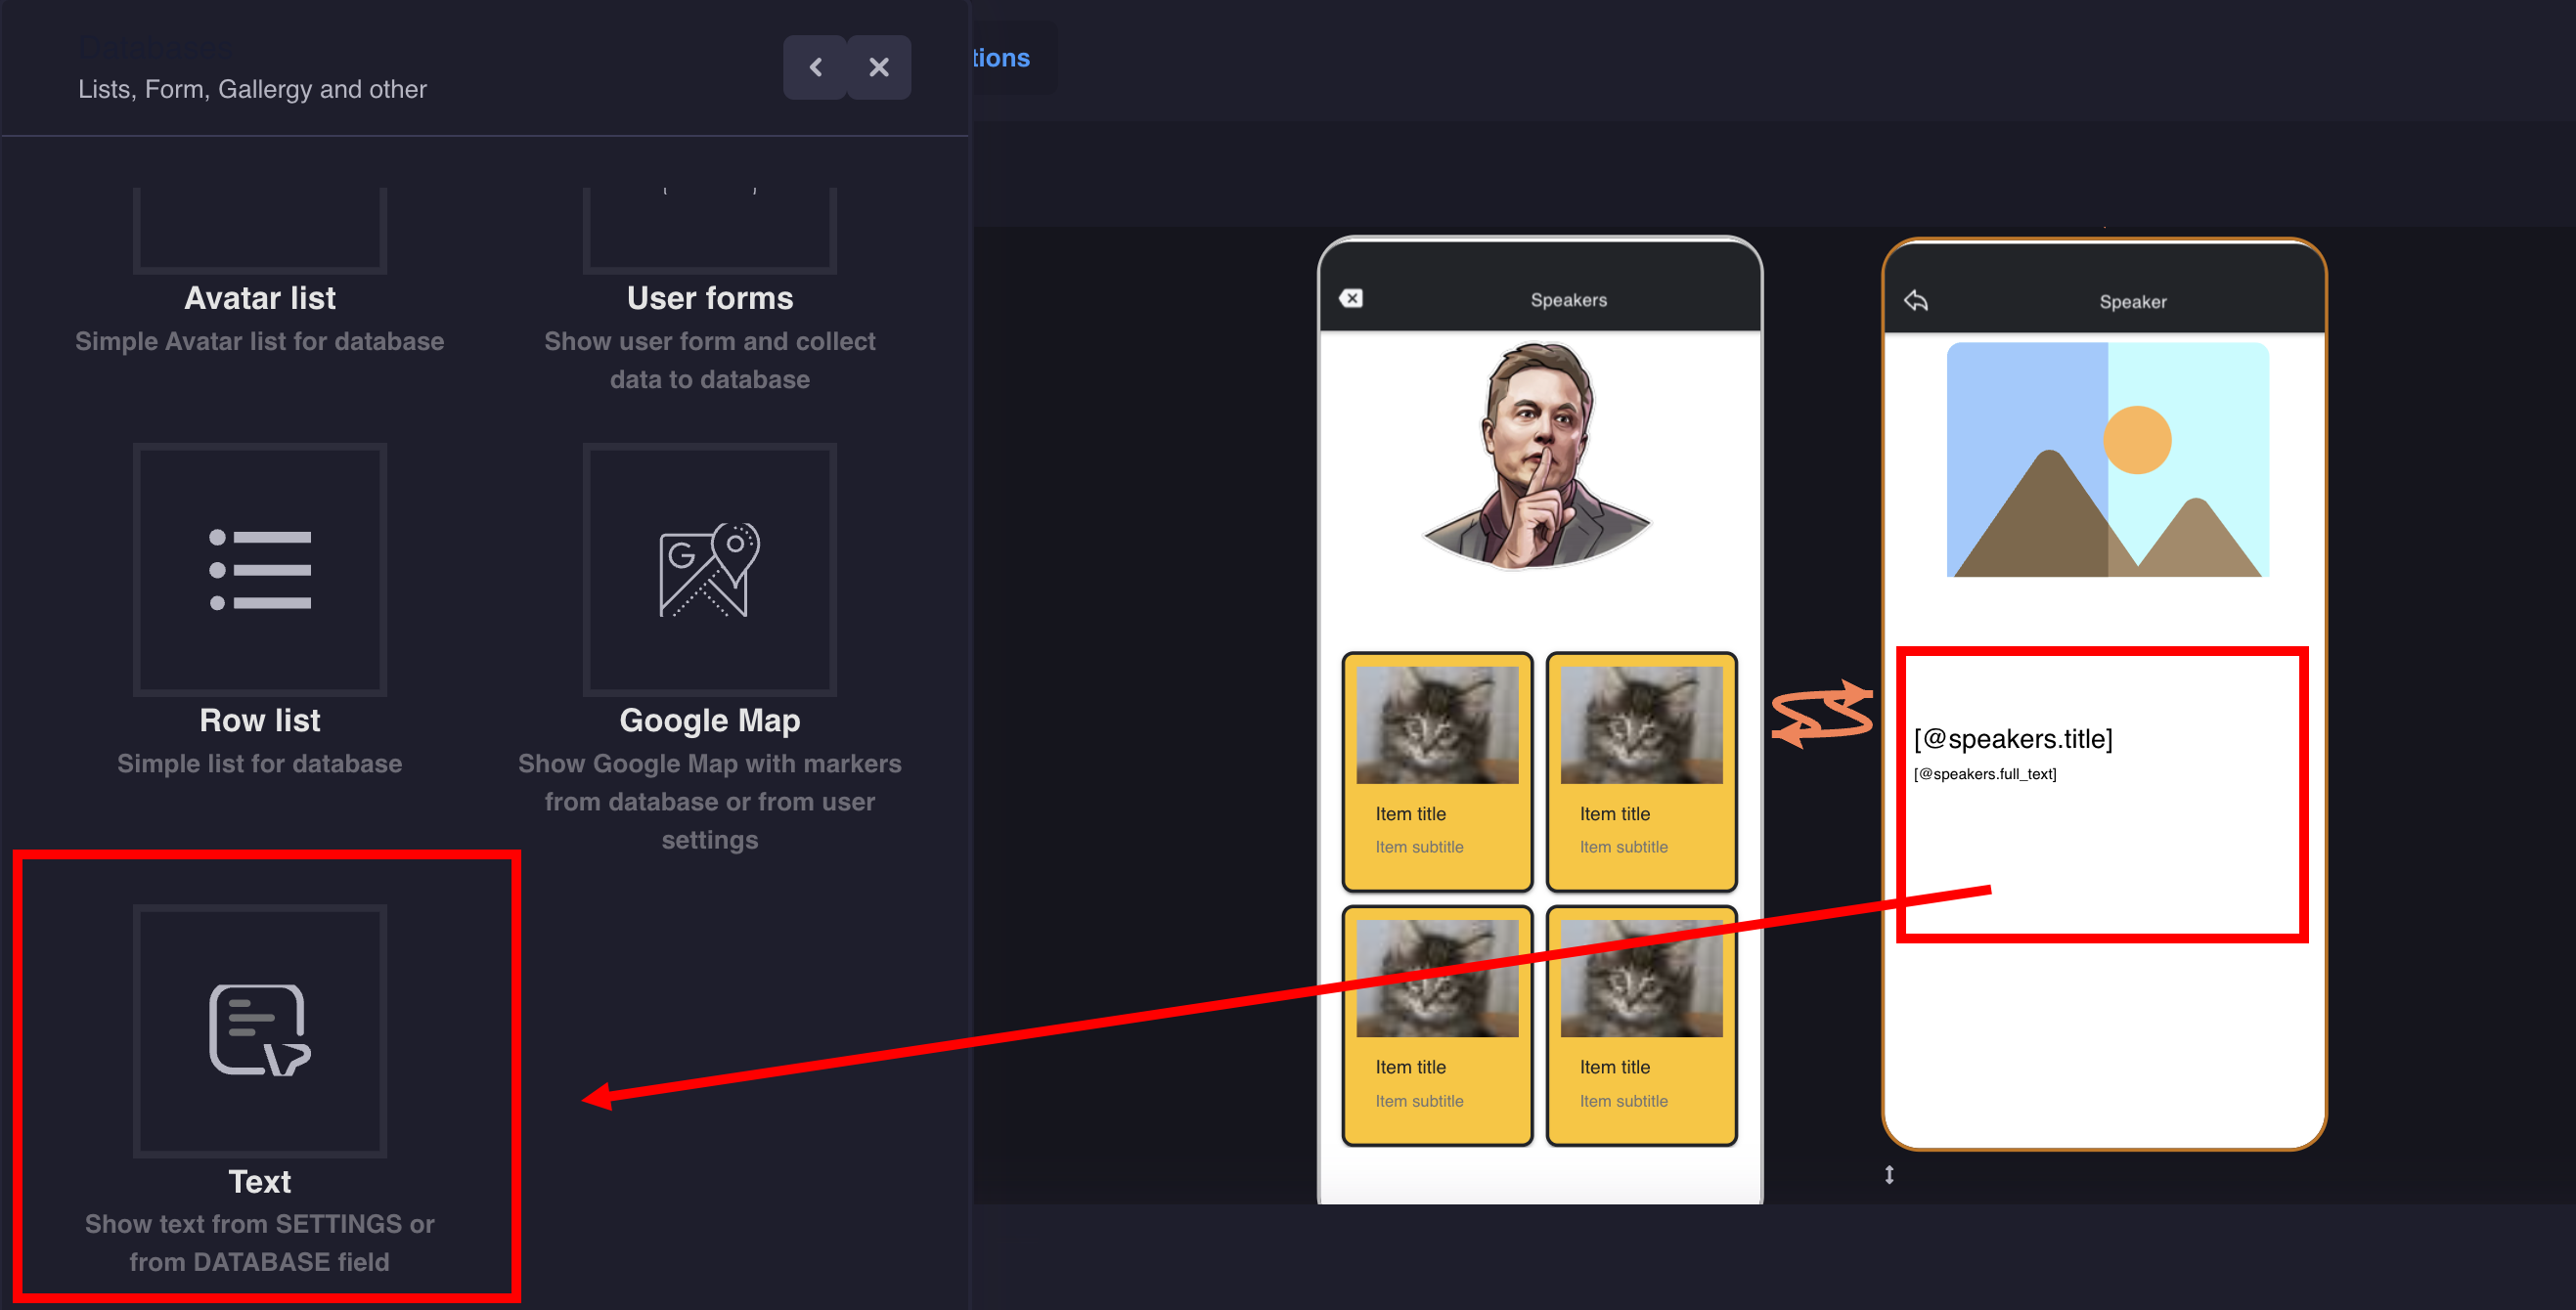 Databases
Lists, Form, Gallergy and other
tions
Avatar list
Simple Avatar list for database
User forms
Show user form and collect
data to database
Row list
Simple list for database
Google Map
Show Google Map with markers
from database or from user
settings
Text
Show text from SETTINGS or
from DATABASE field
Speakers
Item title
Item subtitle
Item title
Item subtitle
Item title
Item subtitle
Item title
Item subtitle
Speaker
[@speakers.title]
[@speakers.full_text]